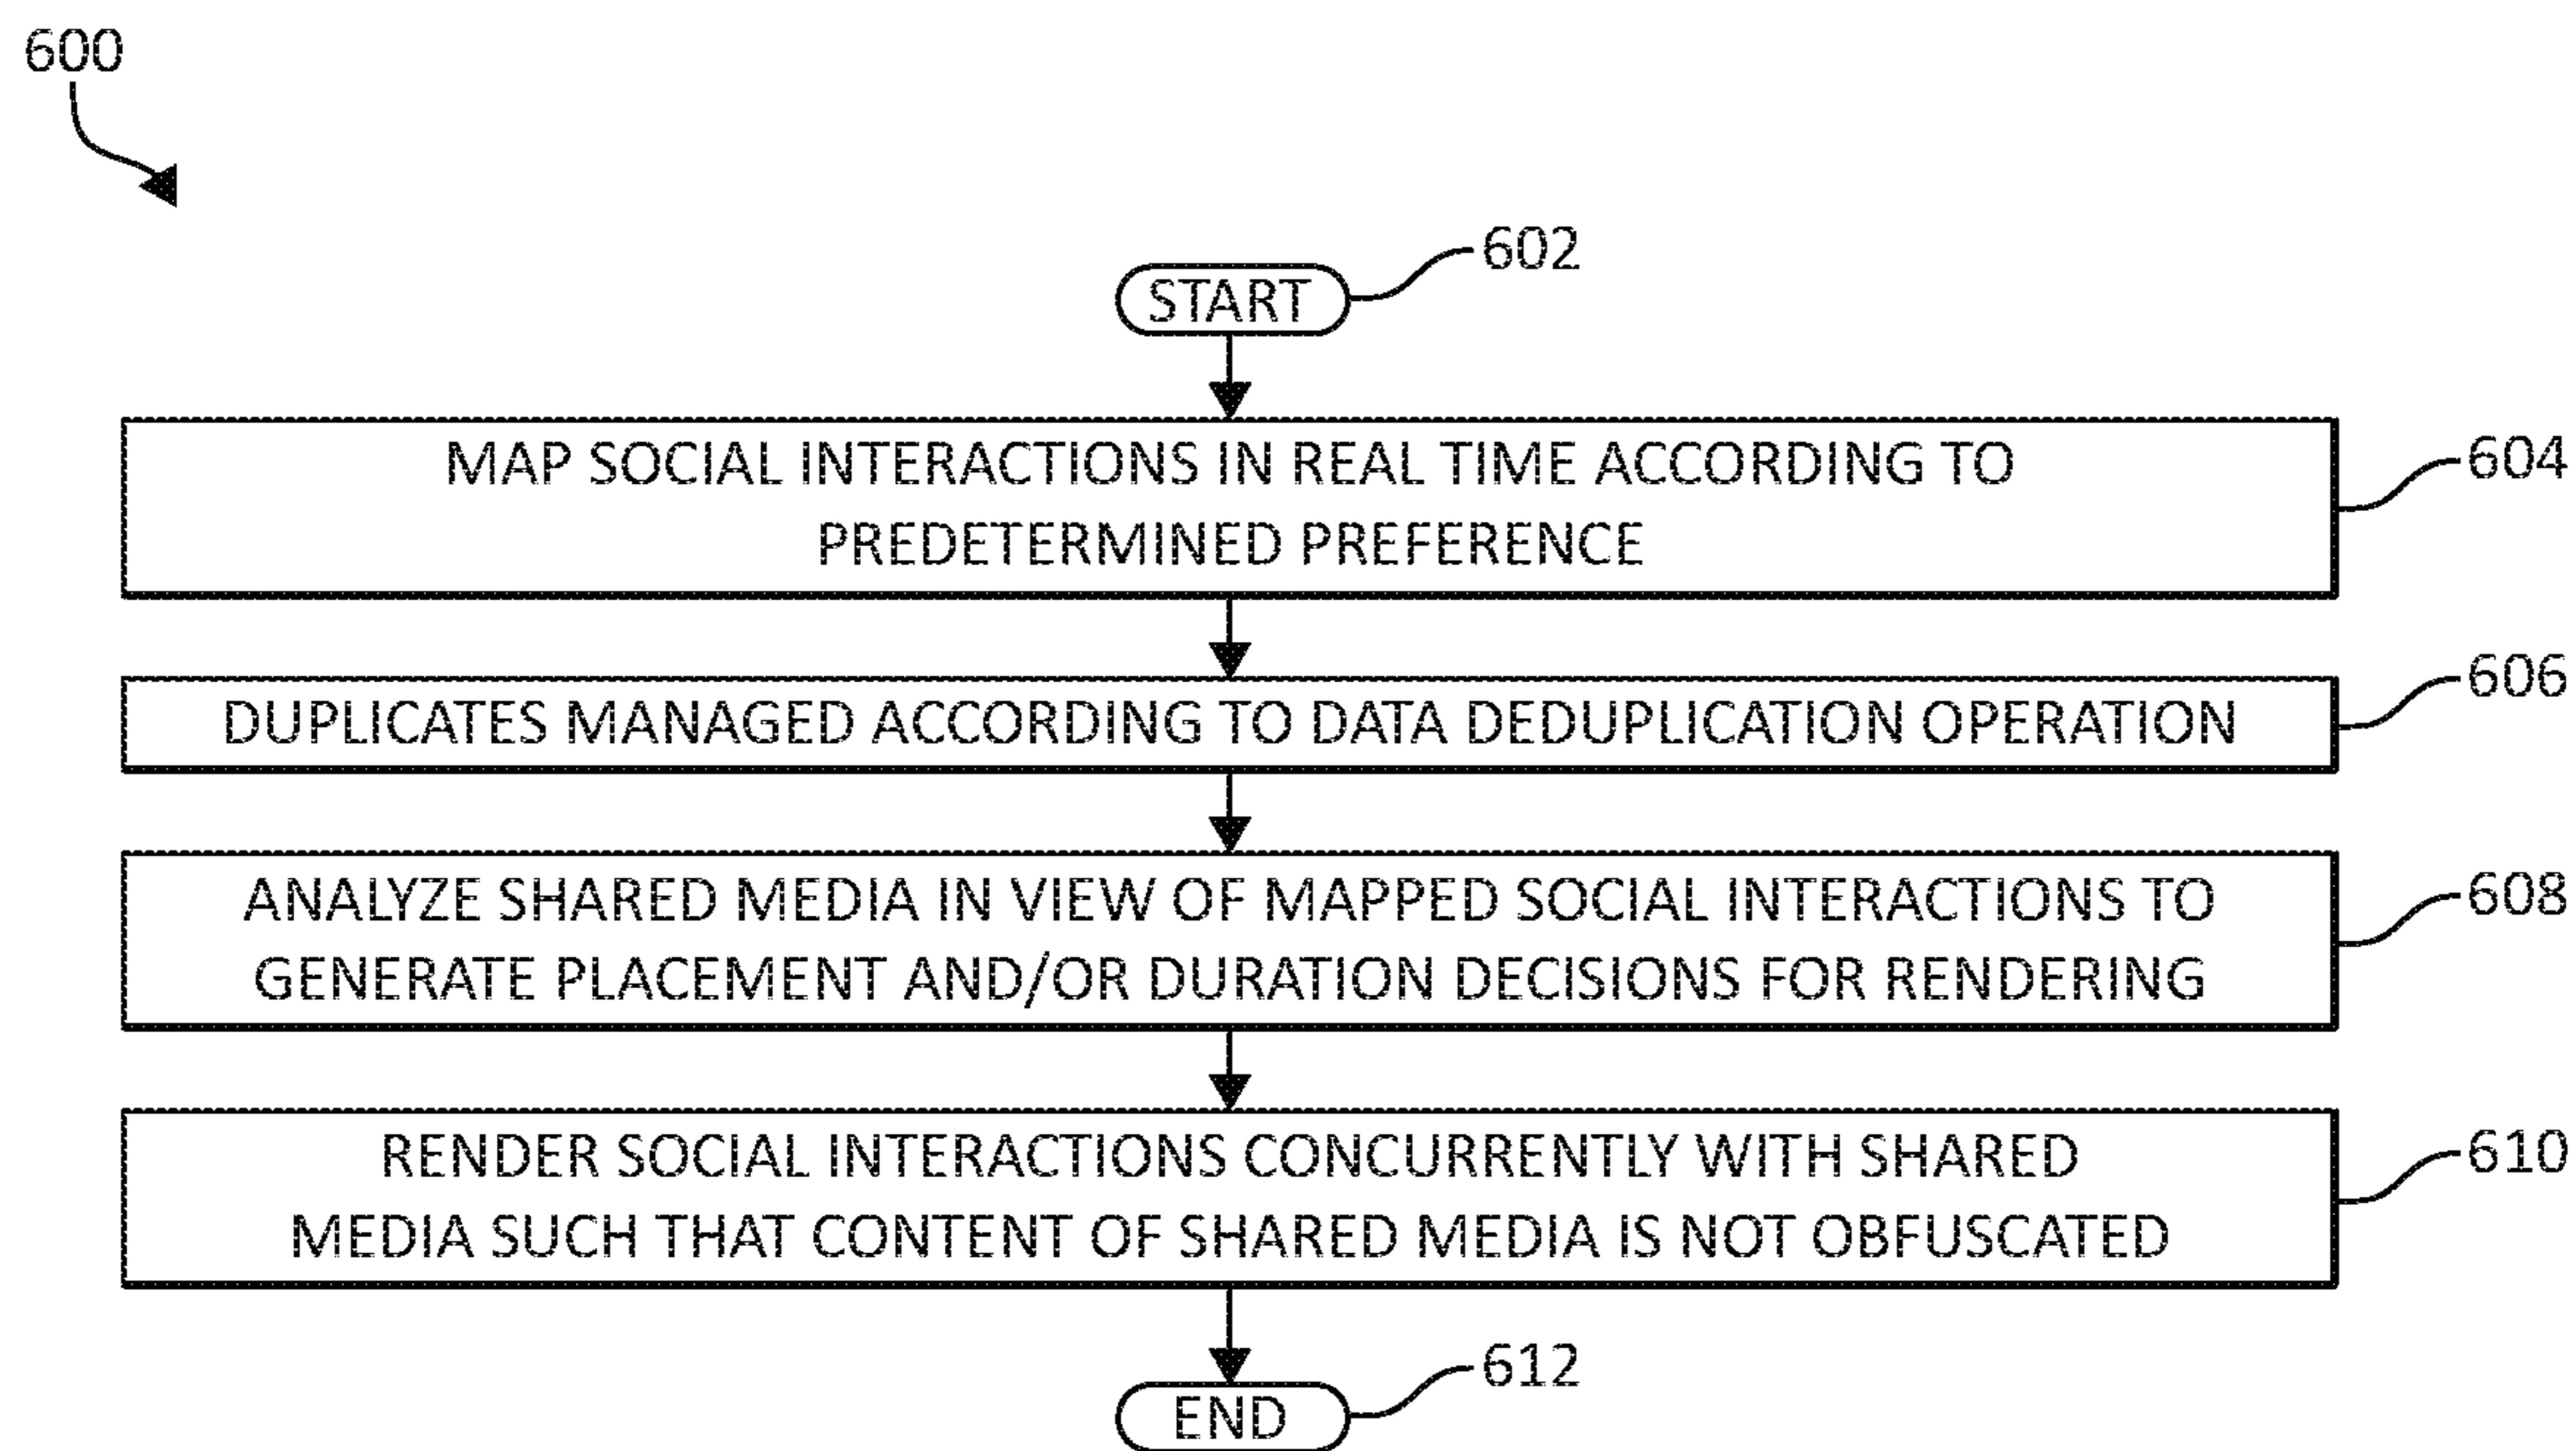 600
START
602
MAP SOCIAL INTERACTIONS IN REAL TIME ACCORDING TO
PREDETERMINED PREFERENCE
604
DUPLICATES MANAGED ACCORDING TO DATA DEDUPLICATION OPERATION
606
ANALYZE SHARED MEDIA IN VIEW OF MAPPED SOCIAL INTERACTIONS TO
GENERATE PLACEMENT AND/OR DURATION DECISIONS FOR RENDERING
608
RENDER SOCIAL INTERACTIONS CONCURRENTLY WITH SHARED
MEDIA SUCH THAT CONTENT OF SHARED MEDIA IS NOT OBFUSCATED
610
END
612